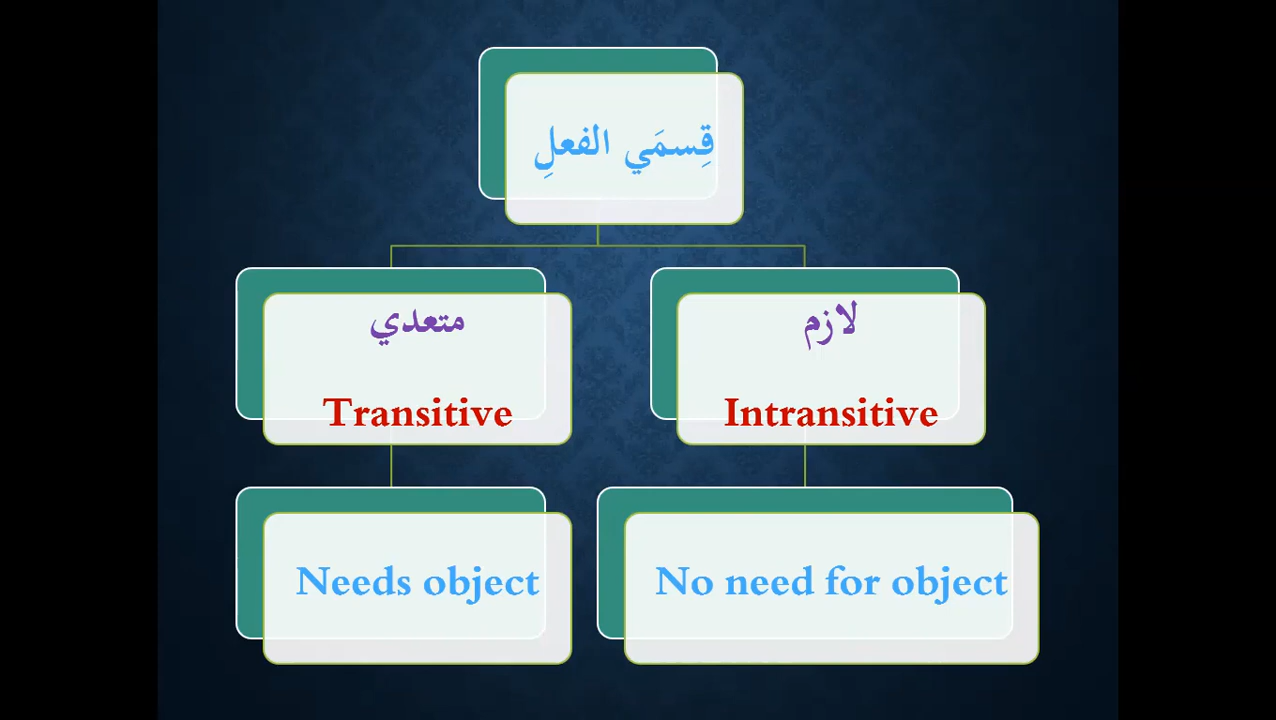 قِسمَي الفعلِ
متعدي
Transitive
لازم
Intransitive
Needs object
No need for object